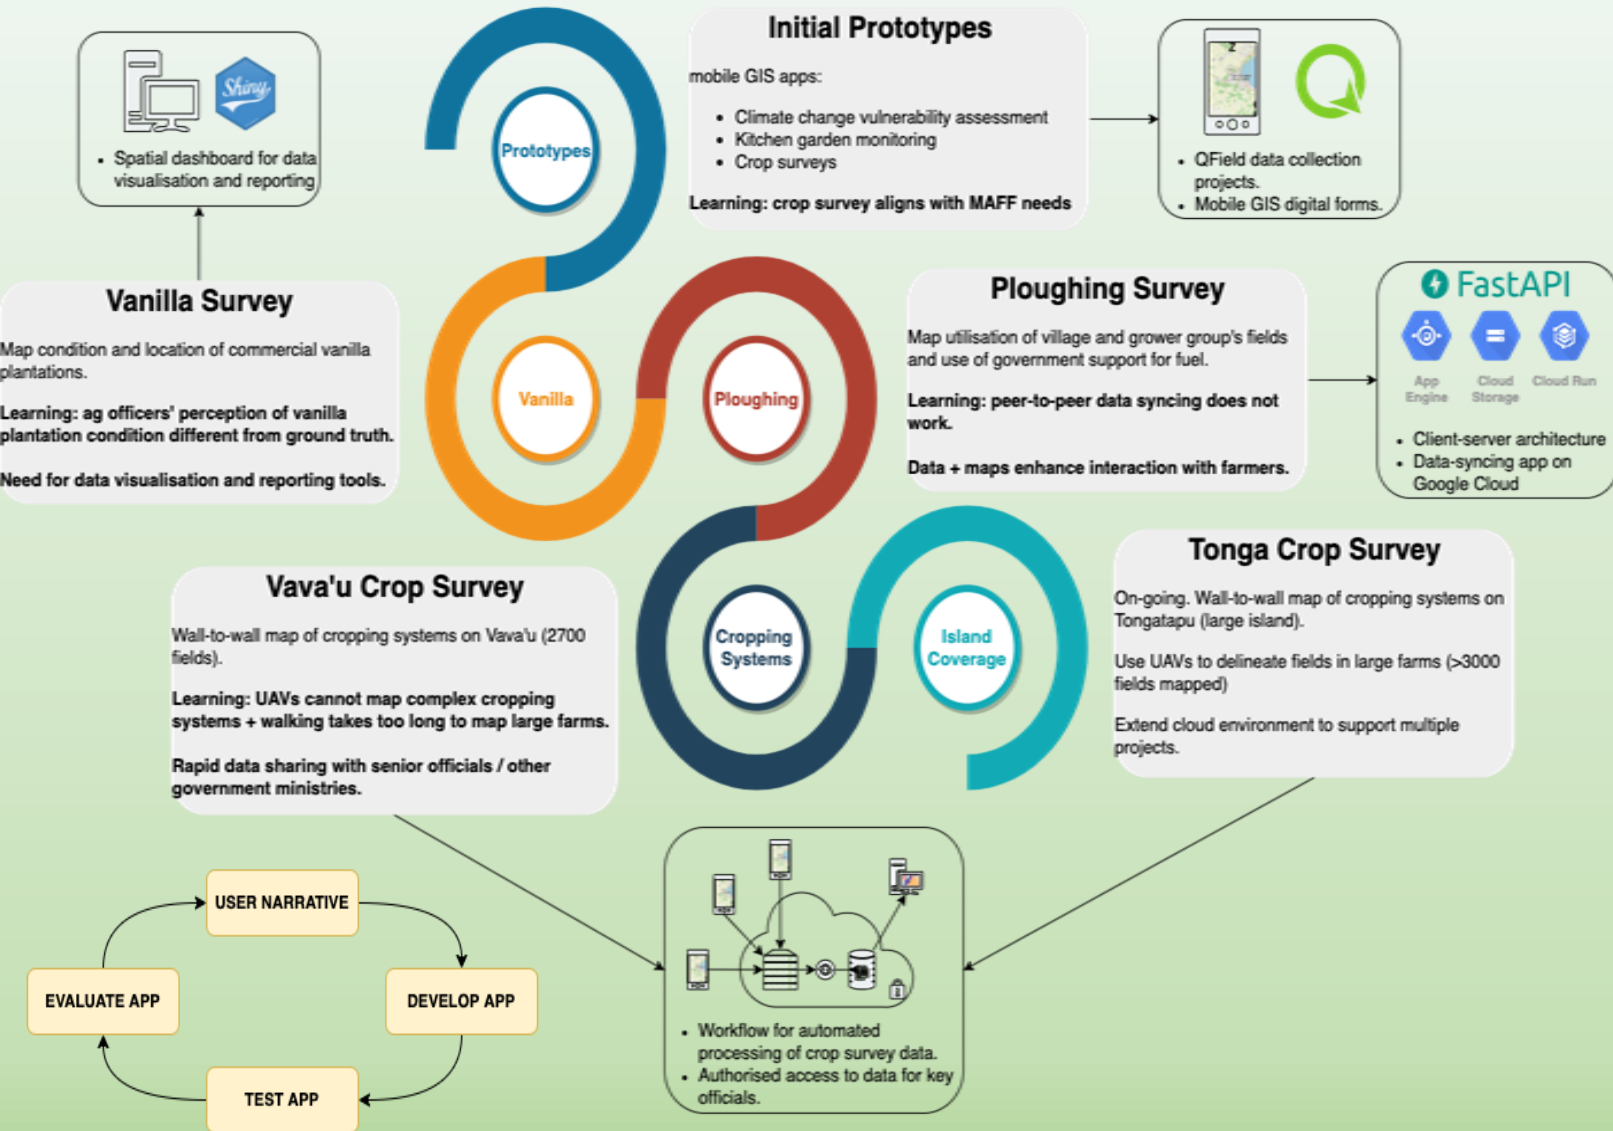 Initial Prototypes
mobile GIS apps:
• Climate change vulnerability assessment
• Kitchen garden monitoring
• Crop surveys
Learning: crop survey aligns with MAFF needs
• QField data collection
projects.
• Mobile GIS digital forms.
Shiny
• Spatial dashboard for data
visualisation and reporting
Prototypes
Vanilla Survey
Map condition and location of commercial vanilla
plantations.
Learning: ag officers' perception of vanilla
plantation condition different from ground truth.
Need for data visualisation and reporting tools.
Vanilla
Ploughing
Ploughing Survey
Map utilisation of village and grower group's fields
and use of government support for fuel.
Learning: peer-to-peer data syncing does not
work.
Data + maps enhance interaction with farmers.
FastAPI
App
Engine
Cloud
Storage
Cloud Run
• Client-server architecture
• Data-syncing app on
Google Cloud
Vava'u Crop Survey
Wall-to-wall map of cropping systems on Vava'u (2700
fields).
Learning: UAVs cannot map complex cropping
systems + walking takes too long to map large farms.
Rapid data sharing with senior officials / other
government ministries.
Cropping
Systems
Island
Coverage
Tonga Crop Survey
On-going. Wall-to-wall map of cropping systems on
Tongatapu (large island).
Use UAVs to delineate fields in large farms (>3000
fields mapped)
Extend cloud environment to support multiple
projects.
USER NARRATIVE
DEVELOP APP
TEST APP
EVALUATE APP
• Workflow for automated
processing of crop survey data.
• Authorised access to data for key
officials.